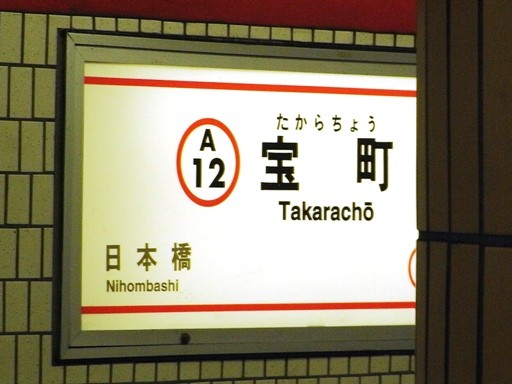 A
12
たからちょう
宝町
Takarachō
日本橋
Nihombashi